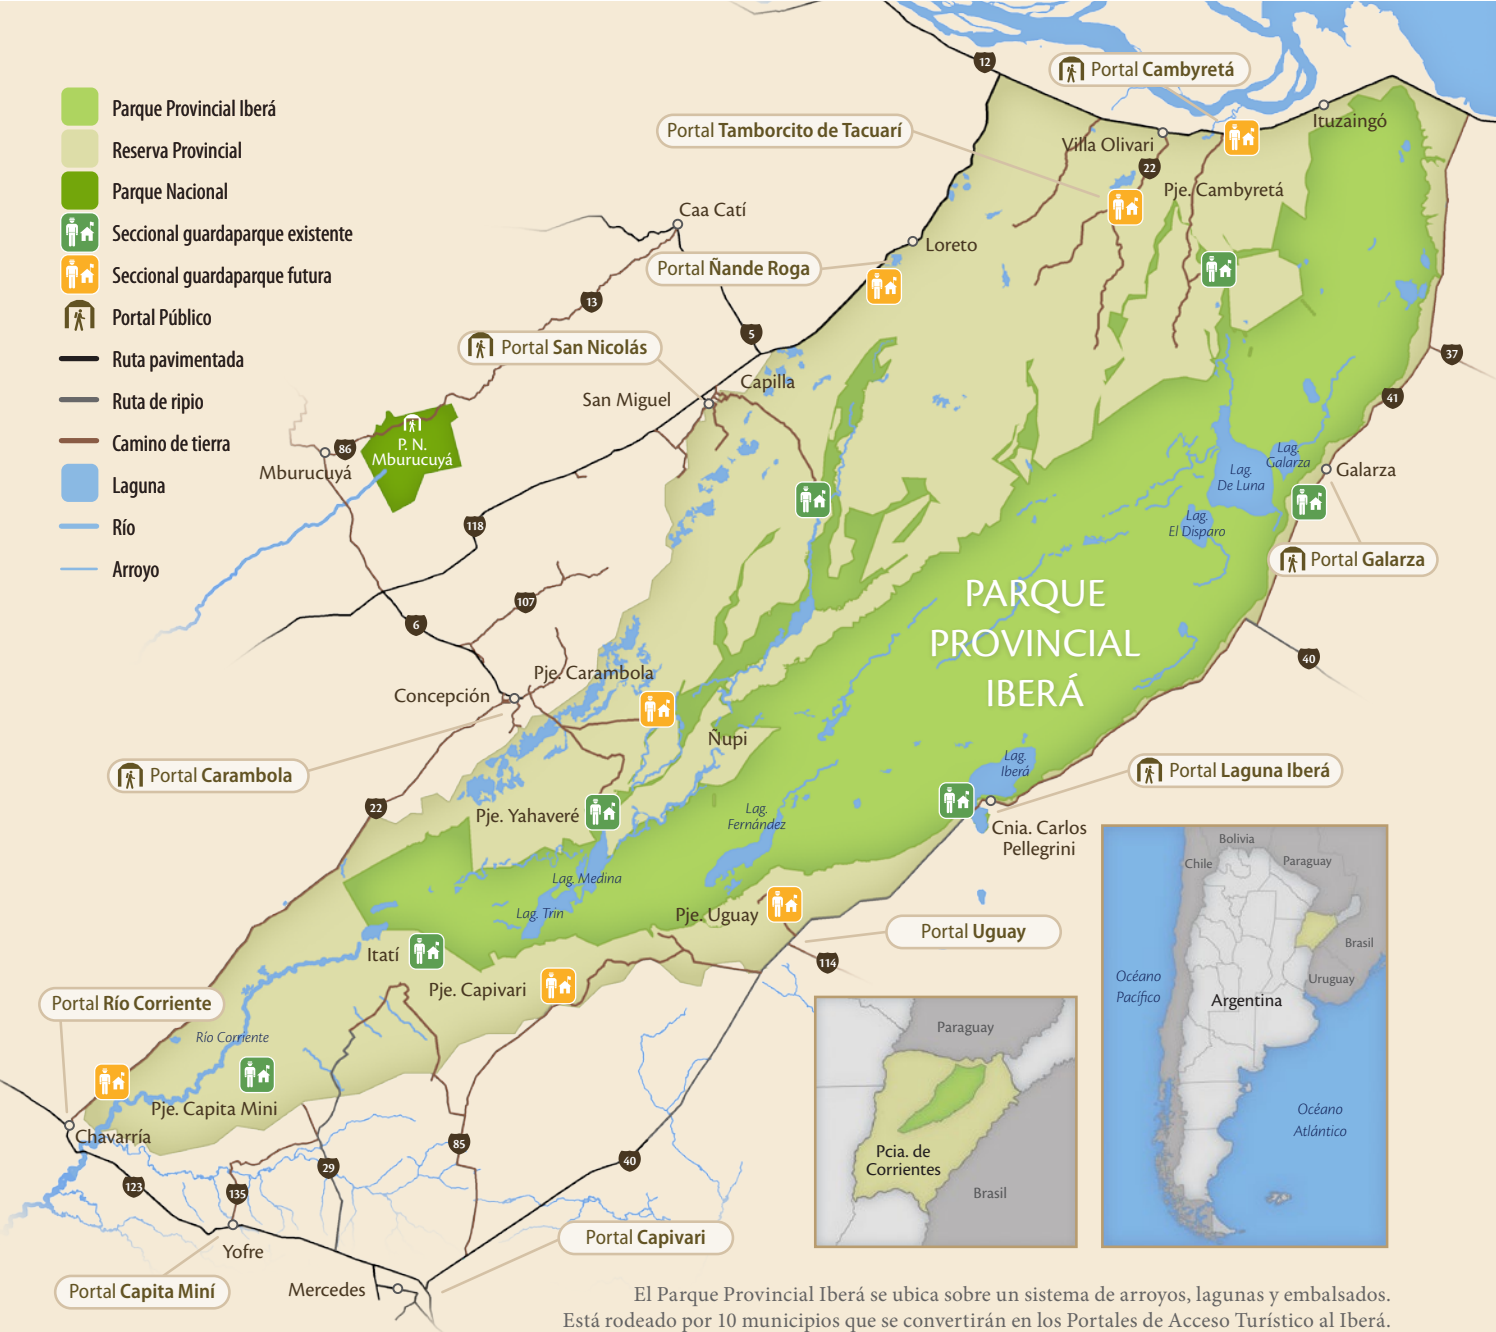 Parque Provincial Iberá
Reserva Provincial
Parque Nacional
Seccional guardaparque existente
Seccional guardaparque futura
Portal Público
Ruta pavimentada
Ruta de ripio
Camino de tierra
Laguna
Río
Arroyo
12
Portal Cambyretá
Portal Tamborcito de Tacuarí
Villa Olivari
Ituzaingó
22
Pje. Cambyretá
Caa Catí
Loreto
Portal Ñande Roga
13
5
Portal San Nicolás
37
Capilla
San Miguel
41
P. N.
Mburucuyá
86
Mburucuyá
Lag.
Galarza
Lag.
De Luna
Galarza
118
Lag.
El Disparo
Portal Galarza
107
6
PARQUE
PROVINCIAL
IBERÁ
40
Pje. Carambola
Concepción
Ñupi
Portal Carambola
Lag.
Iberá
Portal Laguna Iberá
22
Pje. Yahaveré
Lag.
Fernández
Cnia. Carlos
Pellegrini
Lag. Medina
Lag. Trin
Pje. Uguay
Portal Uguay
Itatí
114
Pje. Capivari
Portal Río Corriente
Río Corriente
Pje. Capita Mini
Chavarría
85
29
40
123
135
Yofre
Portal Capivari
Portal Capita Miní
Mercedes
Paraguay
Pcia. de
Corrientes
Brasil
Bolivia
Chile
Paraguay
Brasil
Uruguay
Océano
Pacífico
Argentina
Océano
Atlántico
El Parque Provincial Iberá se ubica sobre un sistema de arroyos, lagunas y embalsados.
Está rodeado por 10 municipios que se convertirán en los Portales de Acceso Turístico al Iberá.